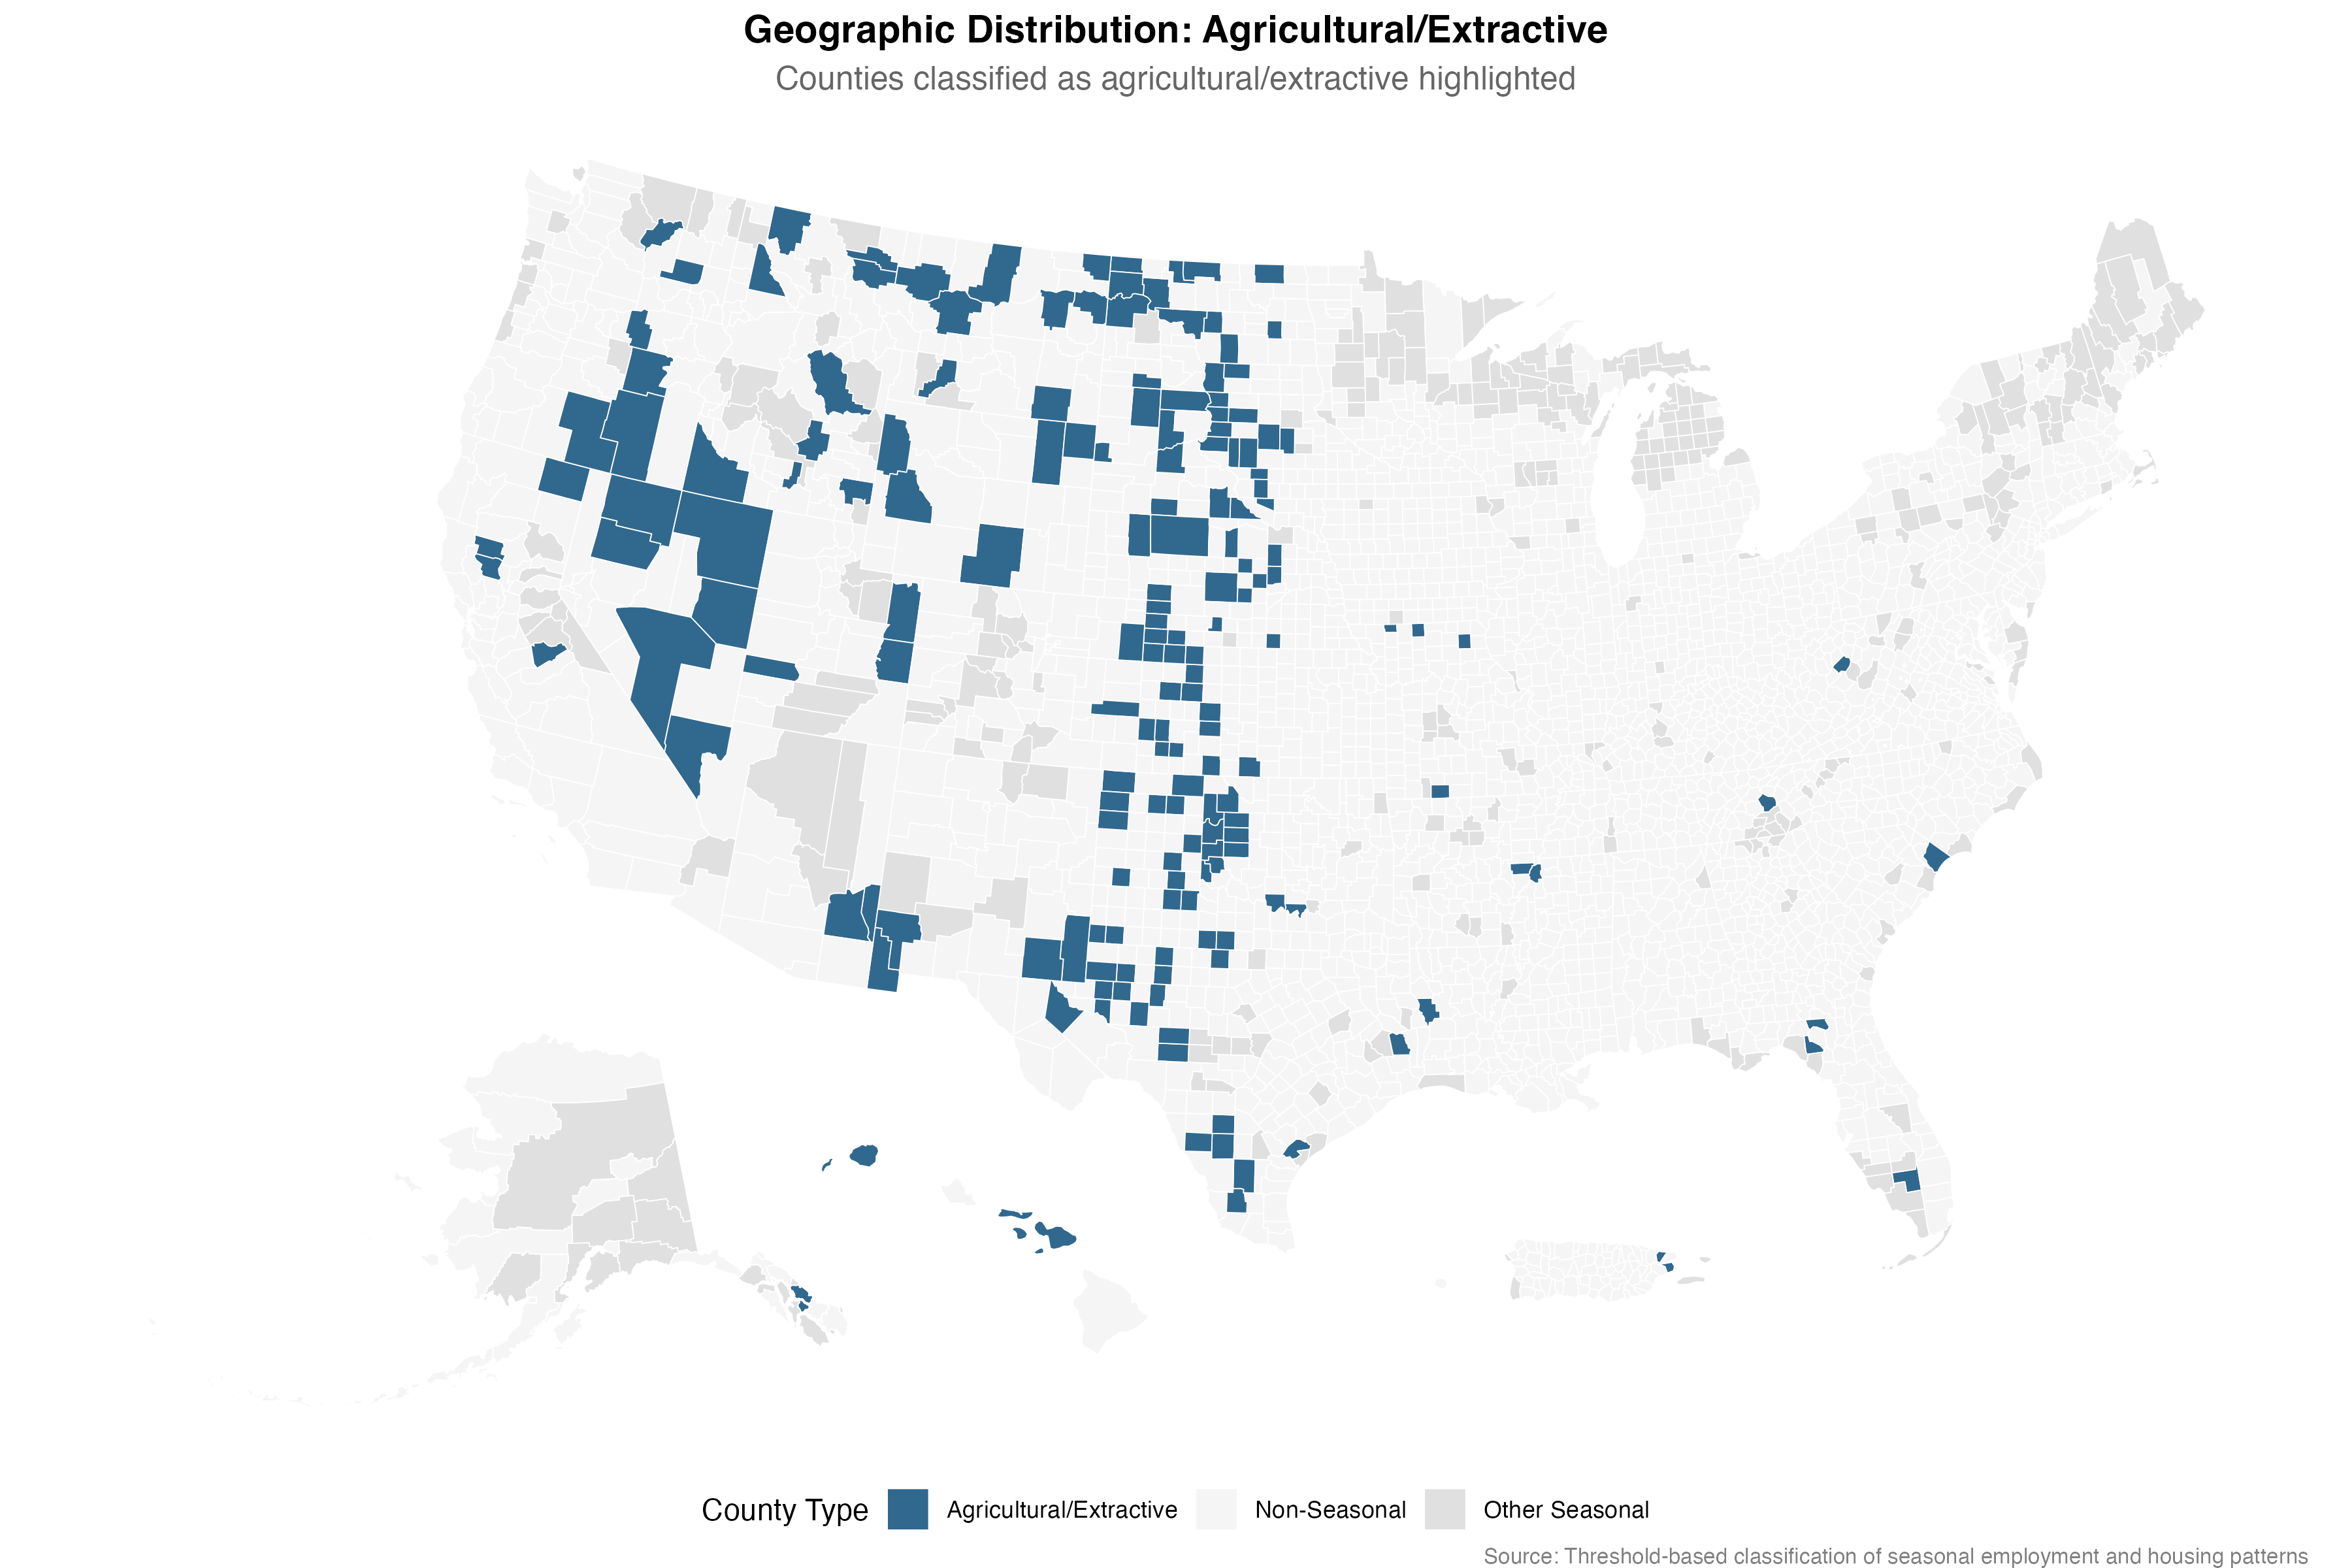 Geographic Distribution: Agricultural/Extractive
Counties classified as agricultural/extractive highlighted
County Type Agricultural/Extractive Non-Seasonal Other Seasonal
Source: Threshold-based classification of seasonal employment and housing patterns